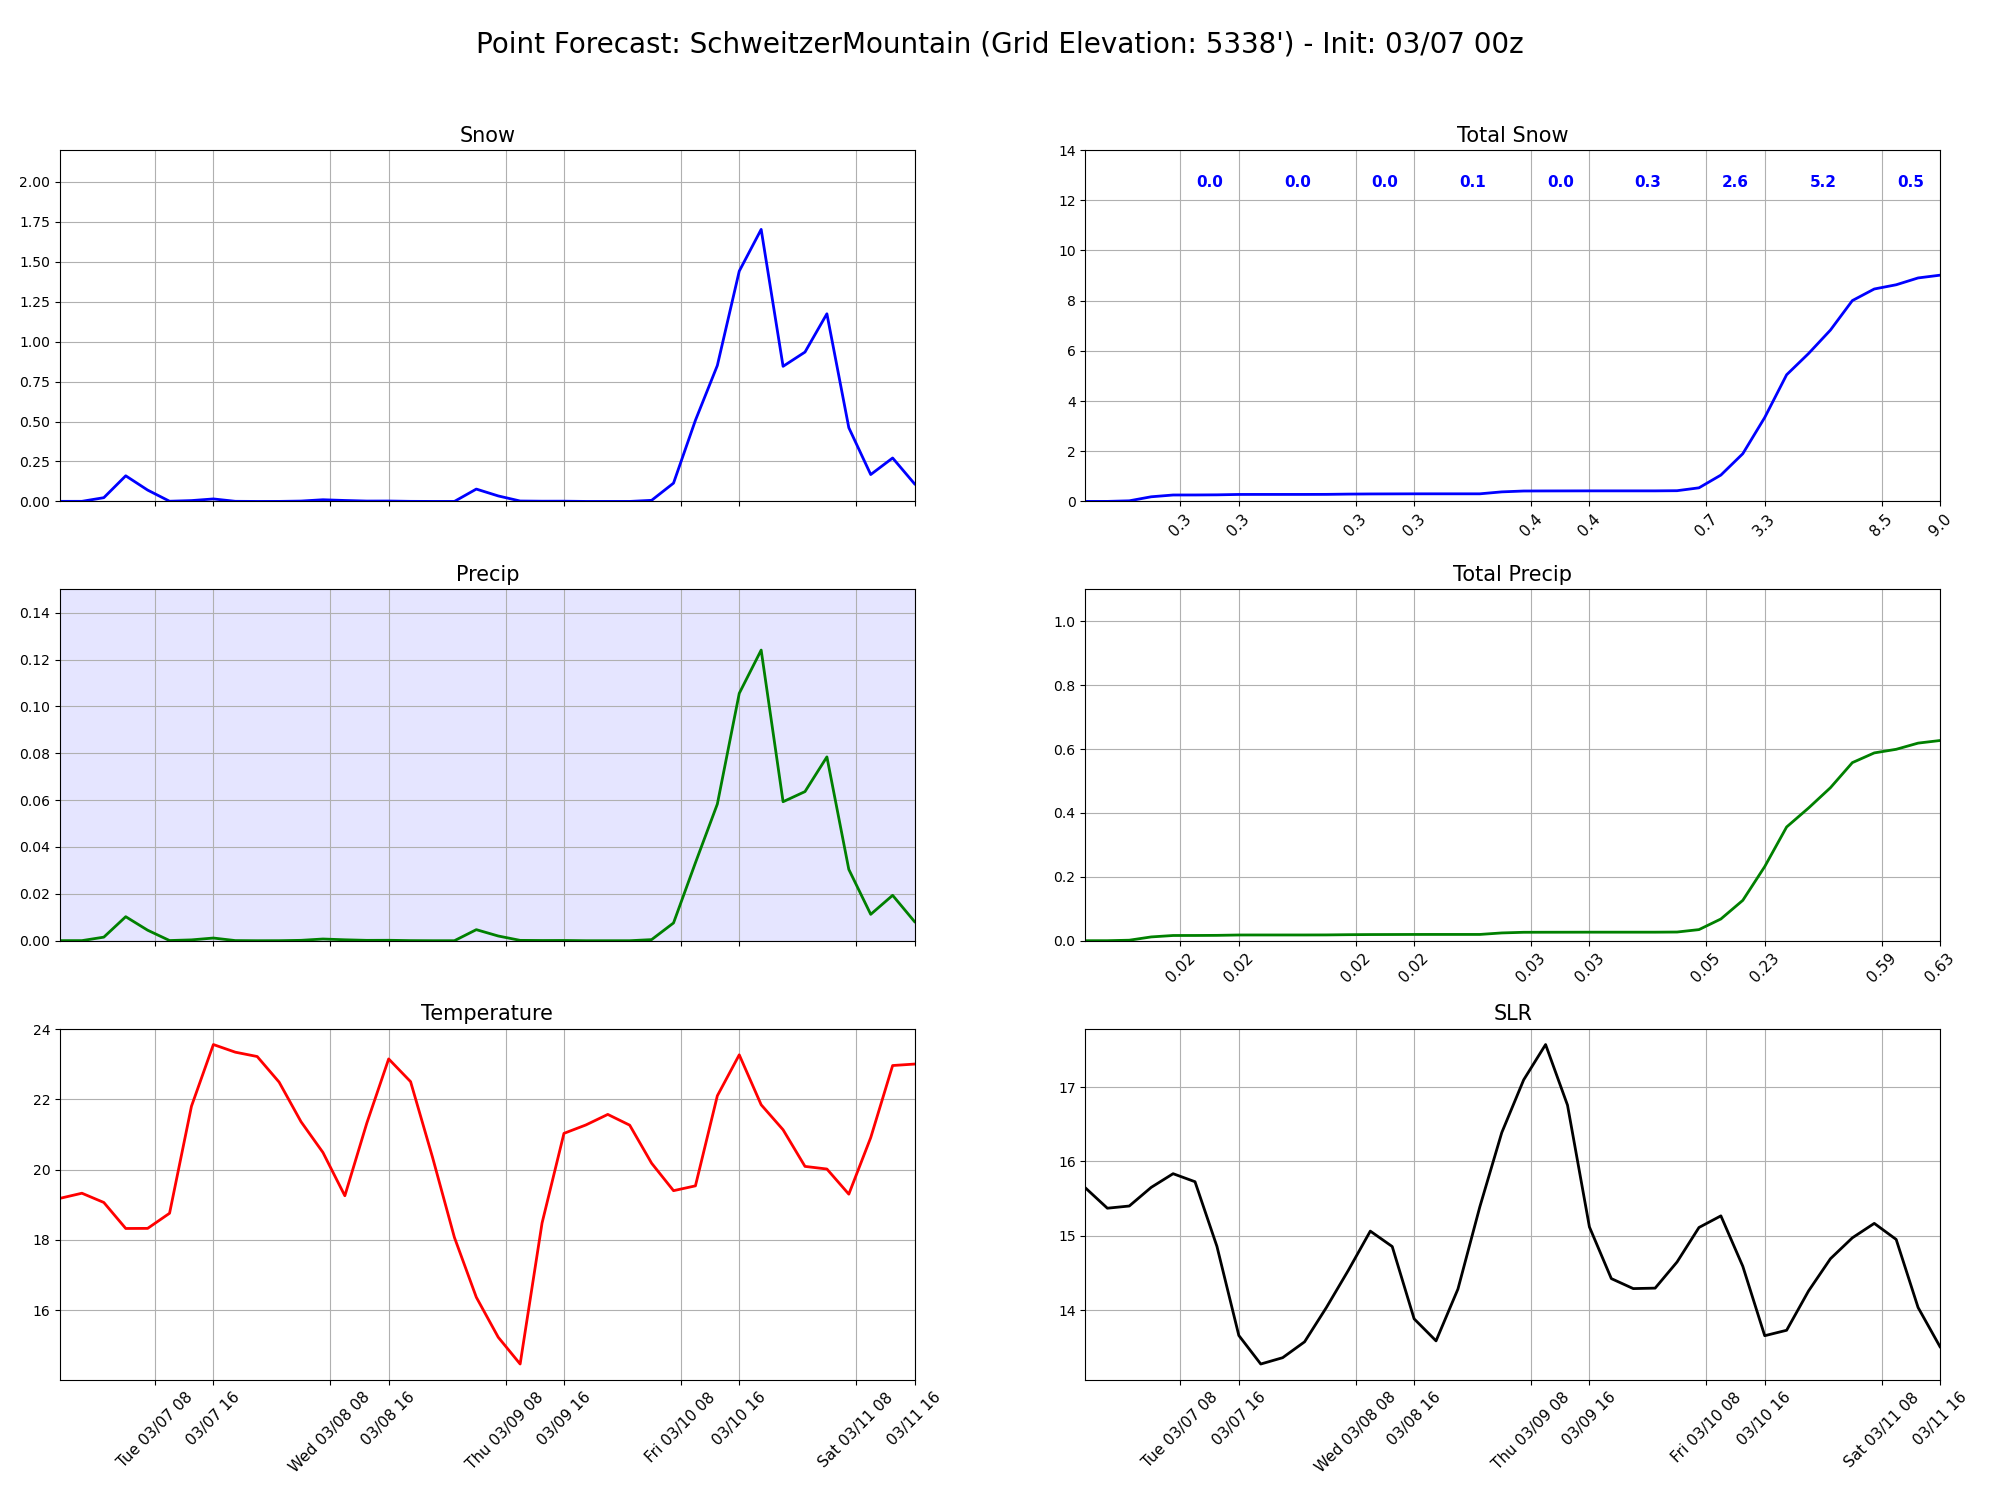 Point Forecast: SchweitzerMountain (Grid Elevation: 5338') - Init: 03/07 00z
Snow
2.00
1.75
1.50
1.25
1.00
0.75
0.50
0.25
0.00
Total Snow
14
12
10
8
6
4
2
0
0.0 0.0 0.0 0.1 0.0 0.3 2.6 5.2 0.5
0.3 0.3 0.3 0.3 0.4 0.4 0.7 3.3 8.5 9.0
Precip
0.14
0.12
0.10
0.08
0.06
0.04
0.02
0.00
Total Precip
1.0
0.8
0.6
0.4
0.2
0.0
0.02 0.02 0.02 0.02 0.03 0.03 0.05 0.23 0.59 0.63
Temperature
24
22
20
18
16
Tue 03/07 08
03/07 16
Wed 03/08 08
03/08 16
Thu 03/09 08
03/09 16
Fri 03/10 08
03/10 16
Sat 03/11 08
03/11 16
SLR
17
16
15
14
Tue 03/07 08
03/07 16
Wed 03/08 08
03/08 16
Thu 03/09 08
03/09 16
Fri 03/10 08
03/10 16
Sat 03/11 08
03/11 16